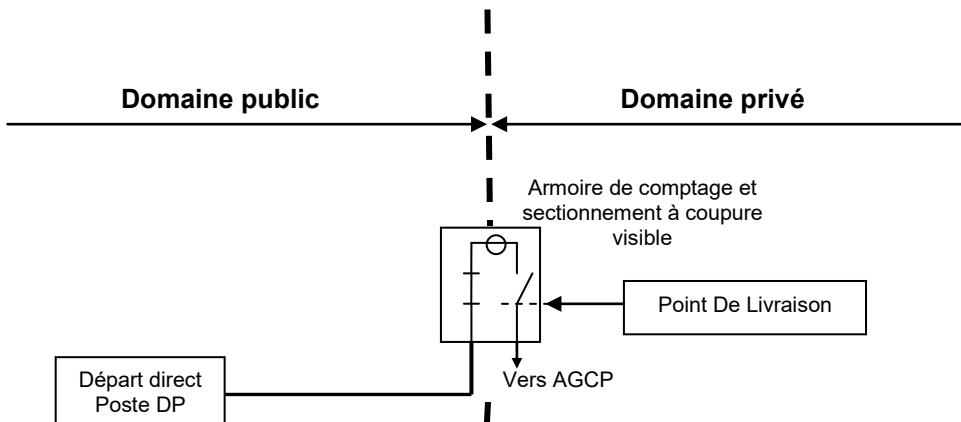 Domaine public
Domaine privé
Armoire de comptage et
sectionnement à coupure
visible
Point De Livraison
Départ direct
Poste DP
Vers AGCP